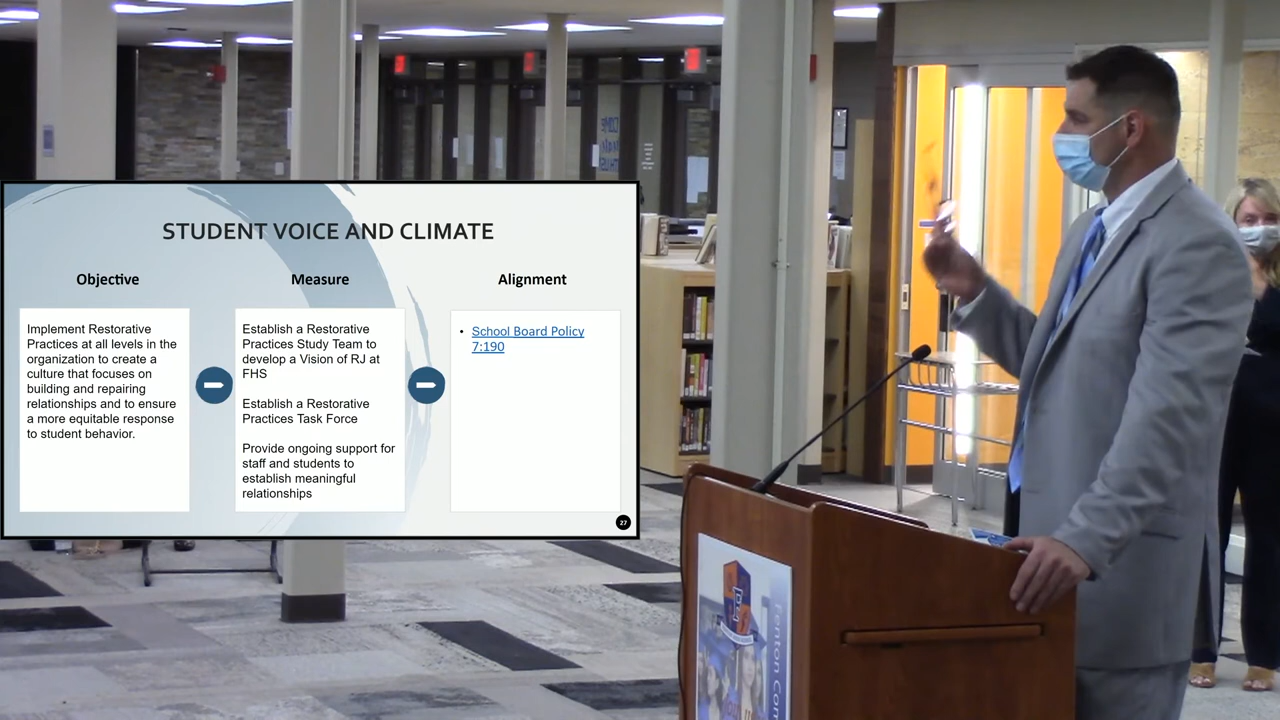 STUDENT VOICE AND CLIMATE
Objective
Implement Restorative
Practices at all levels in the
organization to create a
culture that focuses on
building and repairing
relationships and to ensure
a more equitable response
to student behavior.
Measure
Establish a Restorative
Practices Study Team to
develop a Vision of RJ at
FHS
Establish a Restorative
Practices Task Force
Provide ongoing support for
staff and students to
establish meaningful
relationships
Alignment
• School Board Policy
7:190
27
Fenton Com